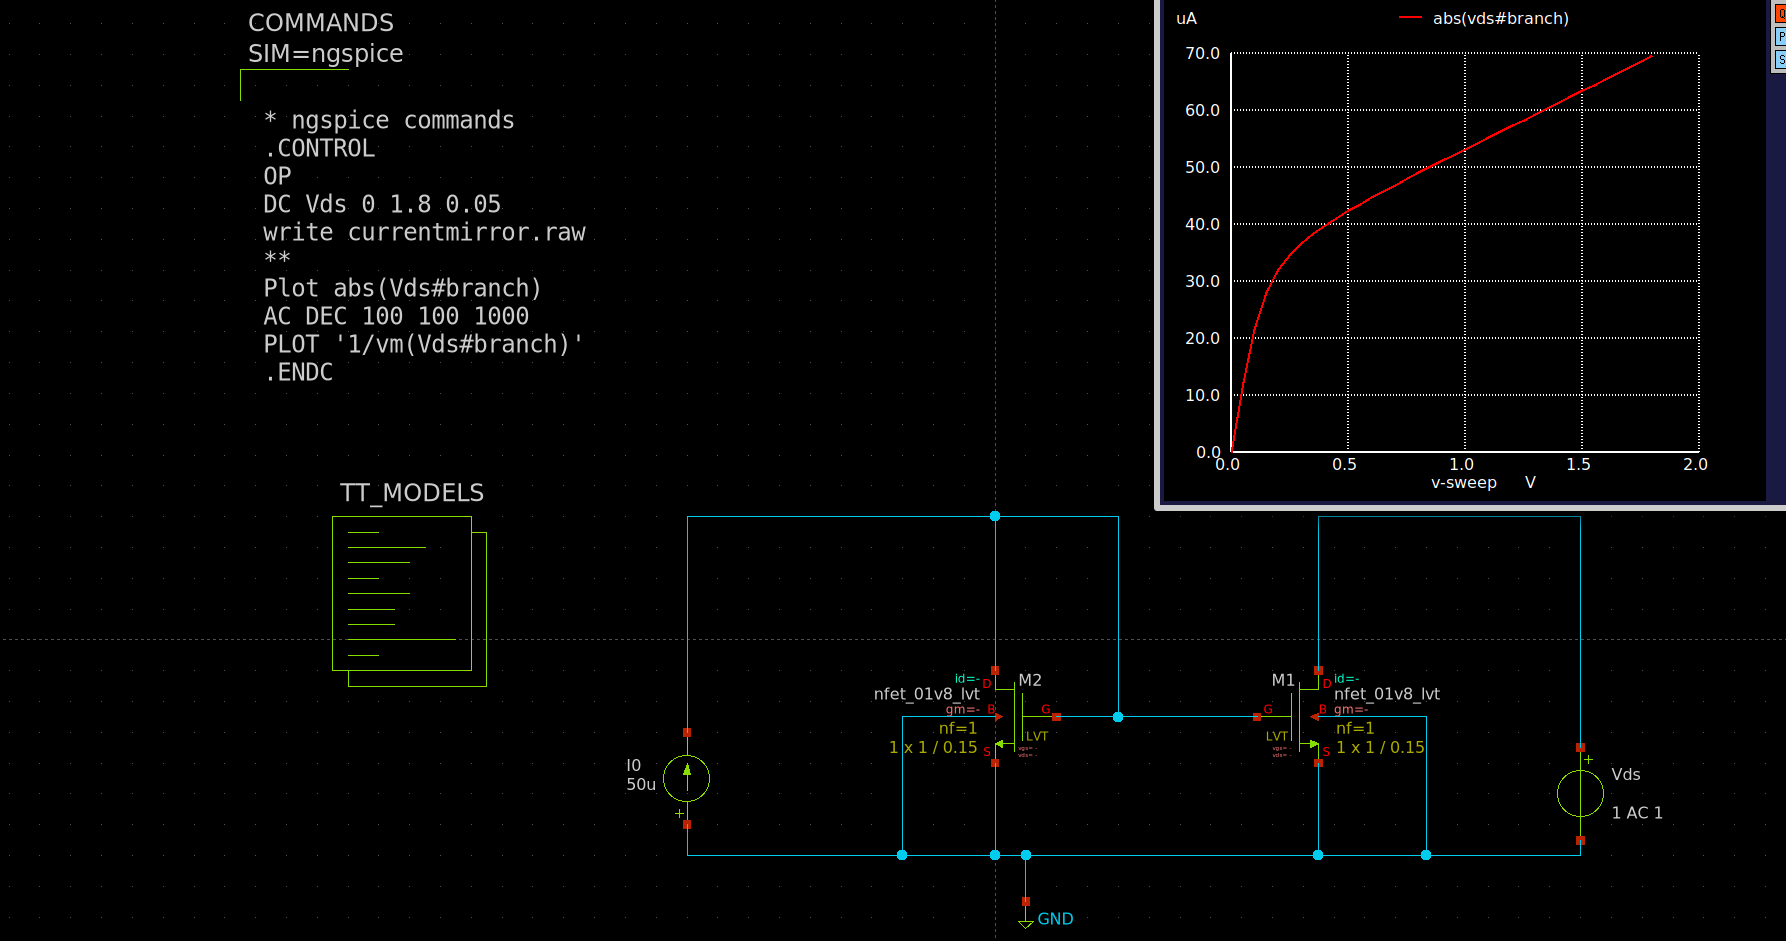 COMMANDS
SIM=ngspice
* ngspice commands
.CONTROL
OP
DC Vds 0 1.8 0.05
write currentmirror.raw
**
Plot abs(Vds#branch)
AC DEC 100 100 1000
PLOT '1/vm(Vds#branch)'
.ENDC
uA
abs(vds#branch)
70.0
60.0
50.0
40.0
30.0
20.0
10.0
0.0
0.0 0.5 1.0 1.5 2.0
v-sweep V
Q
P
S
TT_MODELS
I0
50u
+
id=-
D
M2
nfet_01v8_lvt
gm=-
B
G
nf=1
LVT
1 x 1 / 0.15
S
vgs= -
vds= -
M1
D
id=-
nfet_01v8_lvt
G
B
gm=-
LVT
nf=1
S
1 x 1 / 0.15
vgs= -
vds= -
+
Vds
1 AC 1
GND